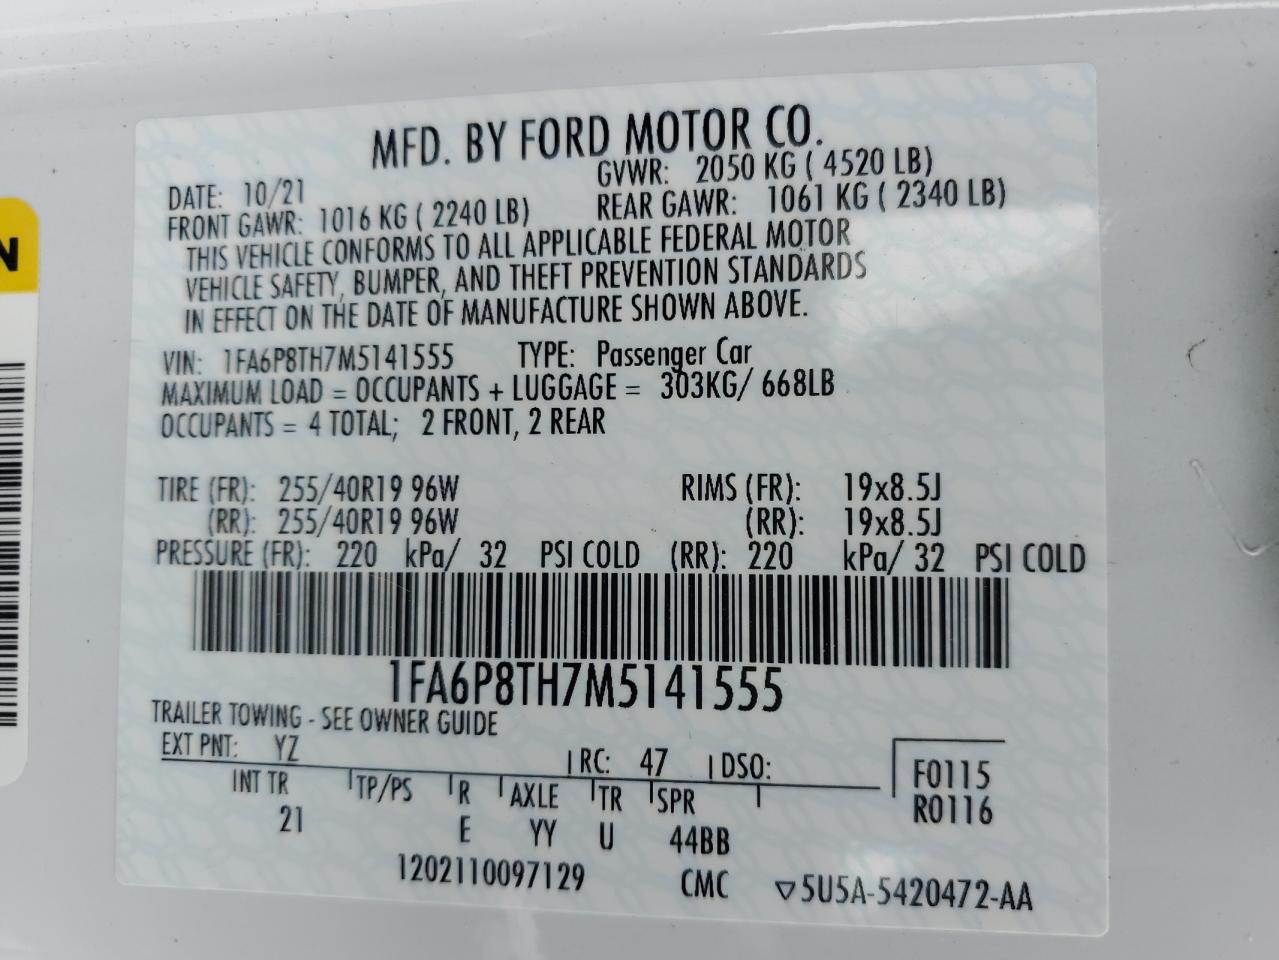 MFD. BY FORD MOTOR CO.
DATE: 10/21 GVWR: 2050 KG ( 4520 LB)
FRONT GAWR: 1016 KG ( 2240 LB) REAR GAWR: 1061 KG ( 2340 LB)
THIS VEHICLE CONFORMS TO ALL APPLICABLE FEDERAL MOTOR
VEHICLE SAFETY, BUMPER, AND THEFT PREVENTION STANDARDS
IN EFFECT ON THE DATE OF MANUFACTURE SHOWN ABOVE.
VIN: 1FA6P8TH7M5141555 TYPE: Passenger Car
MAXIMUM LOAD = OCCUPANTS + LUGGAGE = 303KG/ 668LB
OCCUPANTS = 4 TOTAL; 2 FRONT, 2 REAR
TIRE (FR): 255/40R19 96W RIMS (FR): 19x8.5J
(RR): 255/40R19 96W (RR): 19x8.5J
PRESSURE (FR): 220 kPa/ 32 PSI COLD (RR): 220 kPa/ 32 PSI COLD
1FA6P8TH7M5141555
TRAILER TOWING - SEE OWNER GUIDE
EXT PNT: YZ RC: 47 DSO:
INT TR TP/PS R AXLE TR SPR
F0115
R0116
21 E YY U 44BB
1202110097129 CMC 5U5A-5420472-AA
N